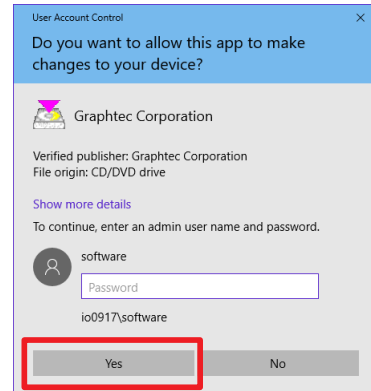 User Account Control
Do you want to allow this app to make
changes to your device?
Graphtec Corporation
Verified publisher: Graphtec Corporation
File origin: CD/DVD drive
Show more details
To continue, enter an admin user name and password.
software
Password
io0917\software
Yes
No